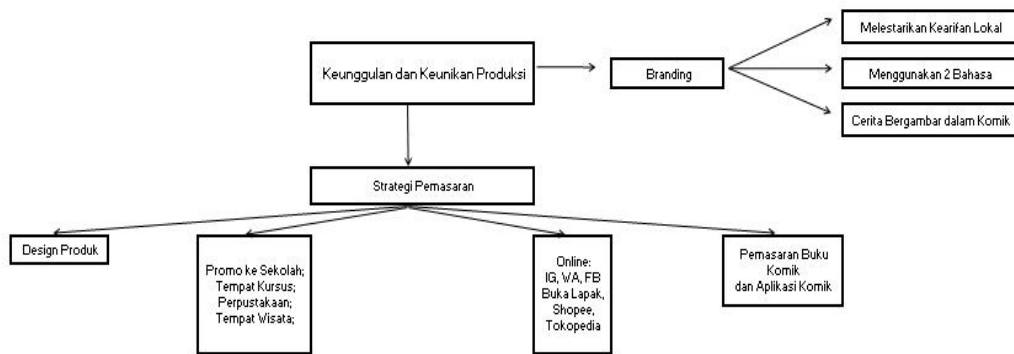 Melestarikan Kearifan Lokal
Keunggulan dan Keunikan Produksi
Branding
Menggunakan 2 Bahasa
Cerita Bergambar dalam Komik
Strategi Pemasaran
Design Produk
Promo ke Sekolah;
Tempat Kursus;
Perpustakaan;
Tempat Wisata;
Online:
IG, WA, FB
Buka Lapak,
Shopee,
Tokopedia
Pemasaran Buku
Komik
dan Aplikasi Komik